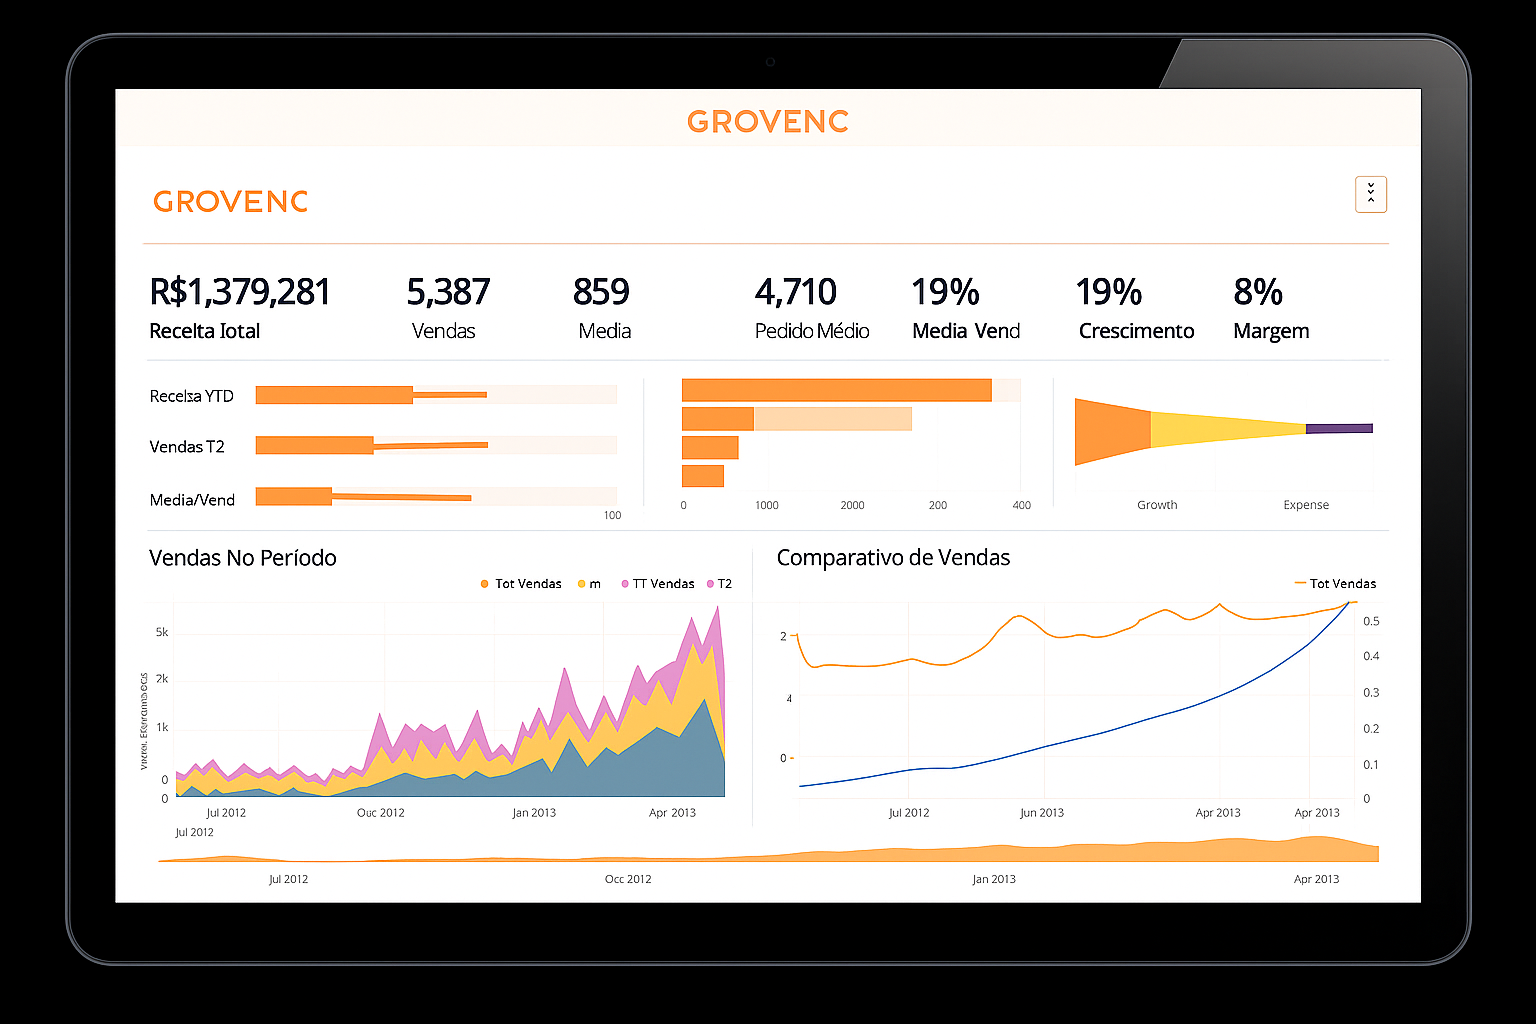 GROVENC
GROVENC
R$1,379,281 5,387 859 4,710 19% 19% 8%
Recelta Iotal Vendas Media Pedido Médio Media Vend Crescimento Margem
YTD
Vendas T2
Media/Vend
100
0 1000 2000 200 400
Growth Expense
Vendas No Período
Tot Vendas m TT Vendas T2
5k
2k
1k
0
0
Jul 2012 Ouc 2012 Jan 2013 Apr 2013
Jul 2012
Comparativo de Vendas
Tot Vendas
2
4
0
0.5
0.4
0.3
0.2
0.1
0
Jul 2012 Jun 2013 Apr 2013 Apr 2013
Jul 2012 Occ 2012 Jan 2013 Apr 2013